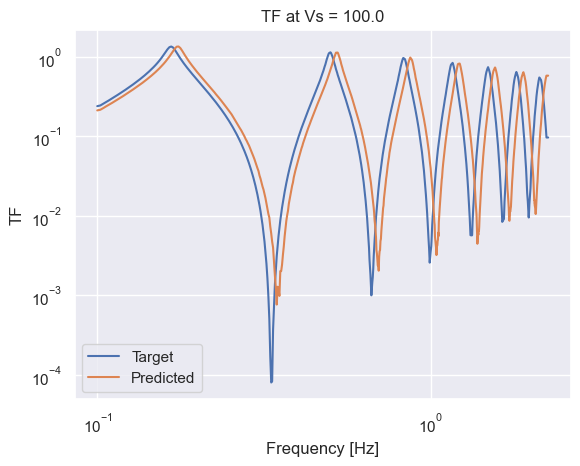 TF at Vs = 100.0
TF
10⁰
10⁻¹
10⁻²
10⁻³
10⁻⁴
Target
Predicted
10⁻¹
10⁰
Frequency [Hz]